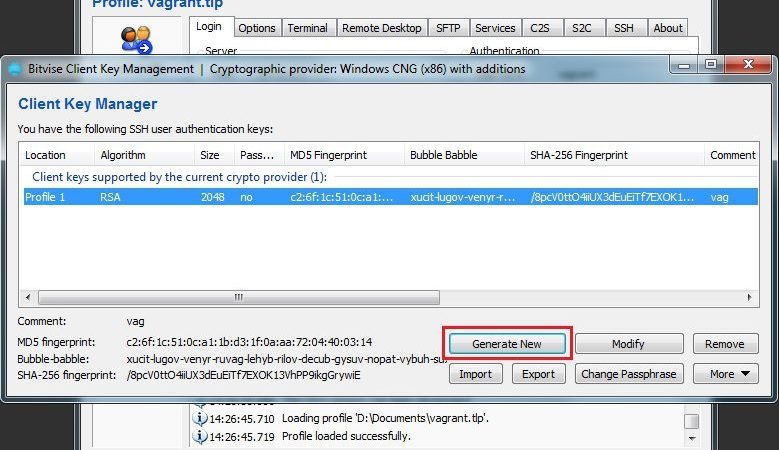 Profile: vagrant.tlp
Login Options Terminal Remote Desktop SFTP Services C2S S2C SSH About
Server Authentication
Bitvise Client Key Management | Cryptographic provider: Windows CNG (x86) with additions
vagrant
Client Key Manager
You have the following SSH user authentication keys:
Location Algorithm Size Pass... MD5 Fingerprint Bubble Babble SHA-256 Fingerprint Comment
Client keys supported by the current crypto provider (1):
Profile 1 RSA 2048 no c2:6f:1c:51:0c:a1:... xucit-lugov-venyr-r... /8pcV0ttO4iiUX3dEuEiTf7EXOK1... vag
Comment: vag
MD5 fingerprint: c2:6f:1c:51:0c:a1:1b:d3:1f:0a:aa:72:04:40:03:14
Generate New Modify Remove
Bubble-babble: xucit-lugov-venyr-ruvag-lehyb-rilov-decub-gysuv-nopat-vybuh-su
SHA-256 fingerprint: /8pcV0ttO4iiUX3dEuEiTf7EXOK13VhPP9ikgGrywiE
Import Export Change Passphrase More
14:26:45.710 Loading profile 'D:\Documents\vagrant.tlp'.
14:26:45.719 Profile loaded successfully.